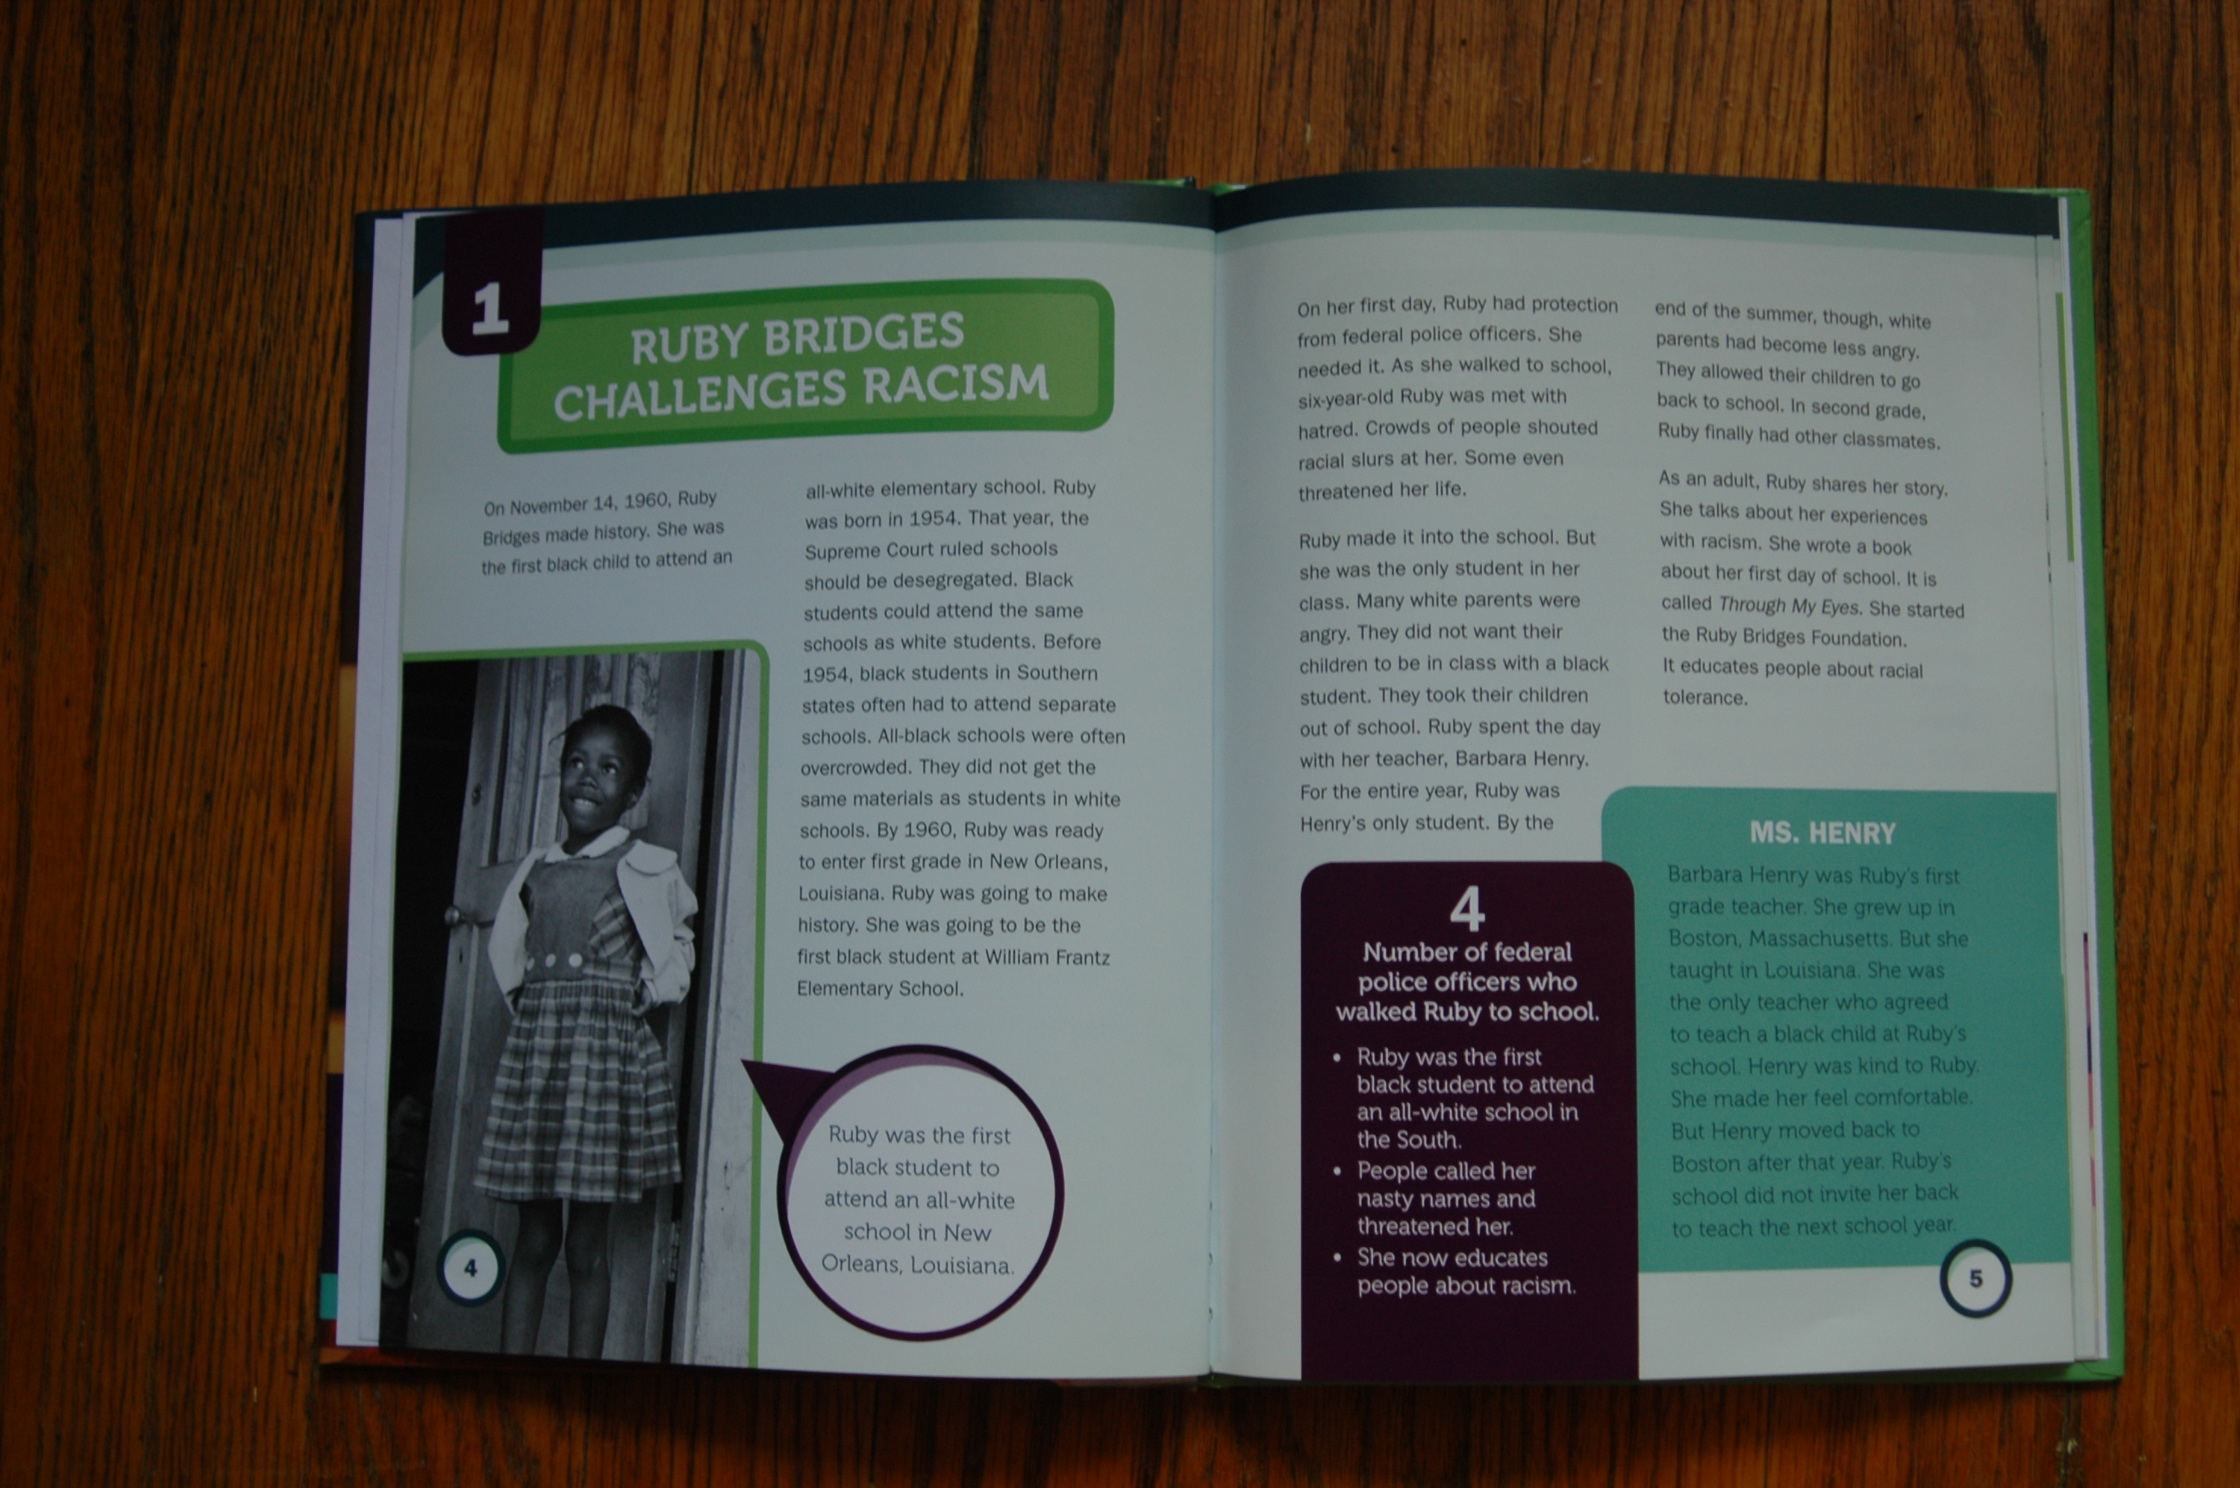 1
RUBY BRIDGES
CHALLENGES RACISM
On November 14, 1960, Ruby
Bridges made history. She was
the first black child to attend an
all-white elementary school. Ruby
was born in 1954. That year, the
Supreme Court ruled schools
should be desegregated. Black
students could attend the same
schools as white students. Before
1954, black students in Southern
states often had to attend separate
schools. All-black schools were often
overcrowded. They did not get the
same materials as students in white
schools. By 1960, Ruby was ready
to enter first grade in New Orleans,
Louisiana. Ruby was going to make
history. She was going to be the
first black student at William Frantz
Elementary School.
Ruby was the first
black student to
attend an all-white
school in New
Orleans, Louisiana.
4
On her first day, Ruby had protection
from federal police officers. She
needed it. As she walked to school,
six-year-old Ruby was met with
hatred. Crowds of people shouted
racial slurs at her. Some even
threatened her life.
Ruby made it into the school. But
she was the only student in her
class. Many white parents were
angry. They did not want their
children to be in class with a black
student. They took their children
out of school. Ruby spent the day
with her teacher, Barbara Henry.
For the entire year, Ruby was
Henry's only student. By the
end of the summer, though, white
parents had become less angry.
They allowed their children to go
back to school. In second grade,
Ruby finally had other classmates.
As an adult, Ruby shares her story.
She talks about her experiences
with racism. She wrote a book
about her first day of school. It is
called Through My Eyes. She started
the Ruby Bridges Foundation.
It educates people about racial
tolerance.
4
Number of federal
police officers who
walked Ruby to school.
• Ruby was the first
black student to attend
an all-white school in
the South.
• People called her
nasty names and
threatened her.
• She now educates
people about racism.
MS. HENRY
Barbara Henry was Ruby's first
grade teacher. She grew up in
Boston, Massachusetts. But she
taught in Louisiana. She was
the only teacher who agreed
to teach a black child at Ruby's
school. Henry was kind to Ruby.
She made her feel comfortable.
But Henry moved back to
Boston after that year. Ruby's
school did not invite her back
to teach the next school year.
5